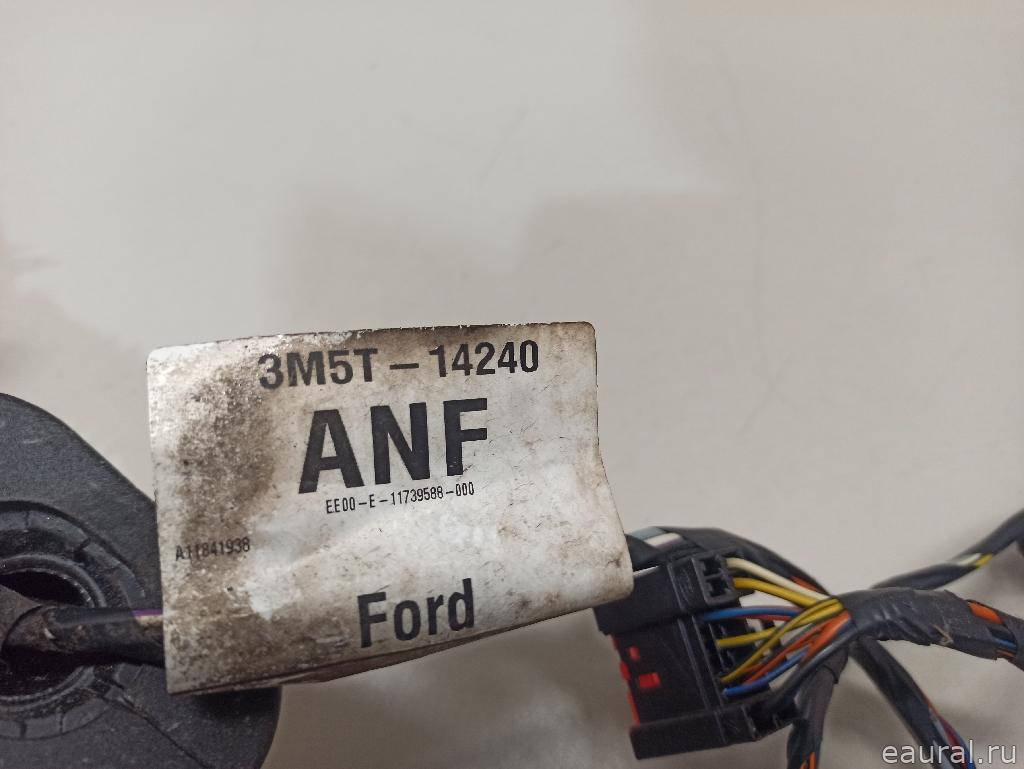 3M5T-14240
ANF
EE00-E-11739588-000
A11841938
Ford
eaural.ru